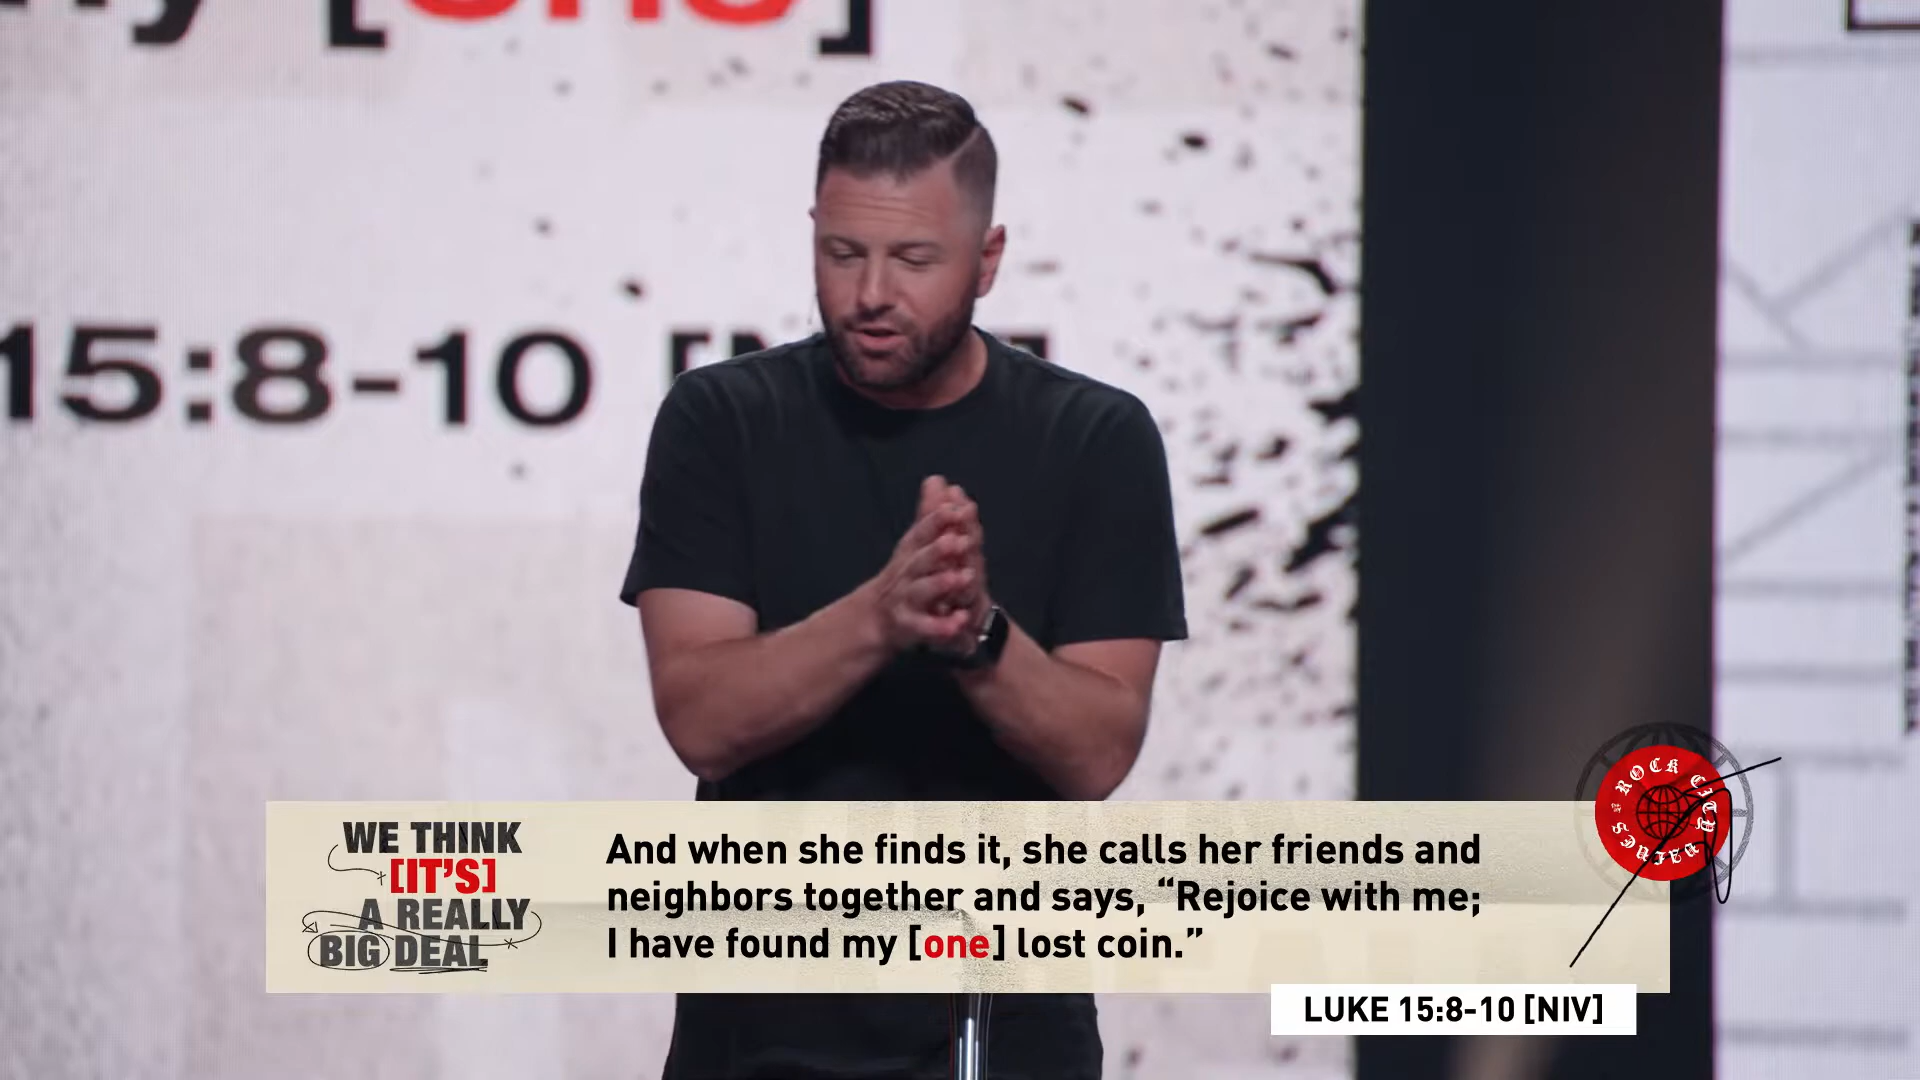 one]
15:8-10 [N
WE THINK
[IT'S]
A REALLY
BIG DEAL
And when she finds it, she calls her friends and
neighbors together and says, “Rejoice with me;
I have found my [one] lost coin.”
ROCK CITY VALUES
LUKE 15:8-10 [NIV]